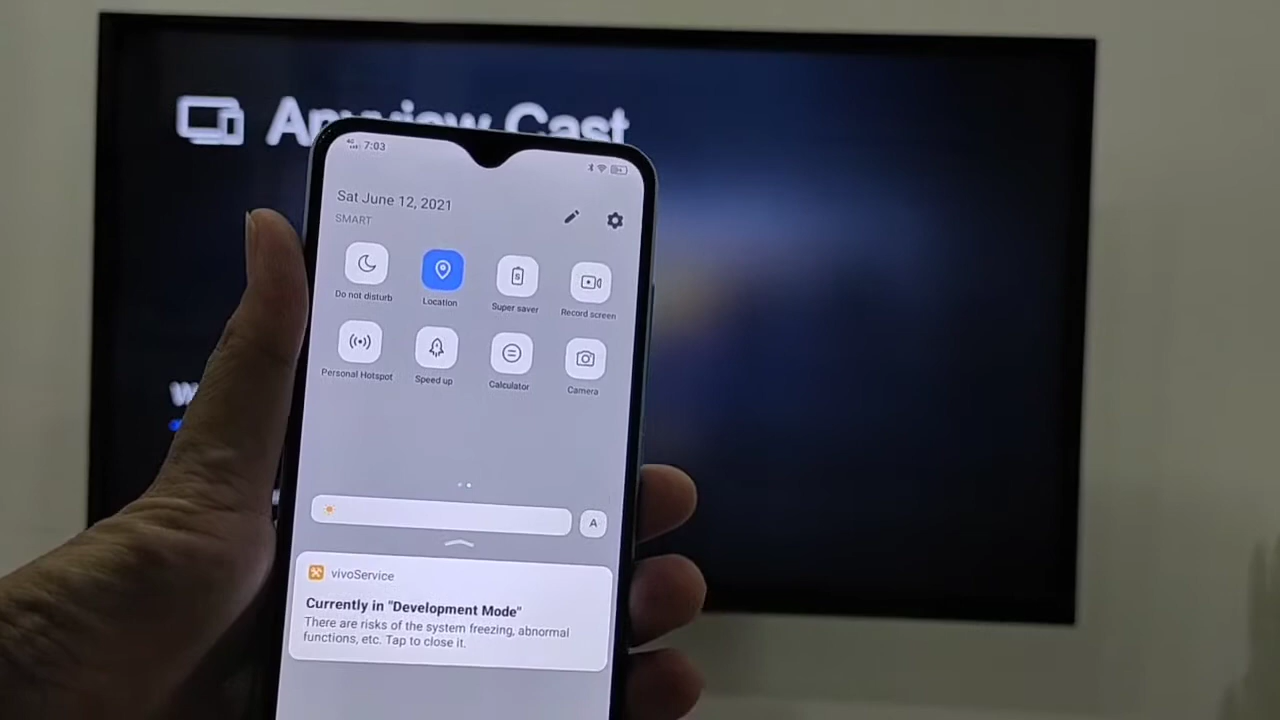 Anyview Cast
4G
7:03
Sat June 12, 2021
SMART
Do not disturb
Location
Super saver
Record screen
Personal Hotspot
Speed up
Calculator
Camera
A
vivoService
Currently in "Development Mode"
There are risks of the system freezing, abnormal
functions, etc. Tap to close it.